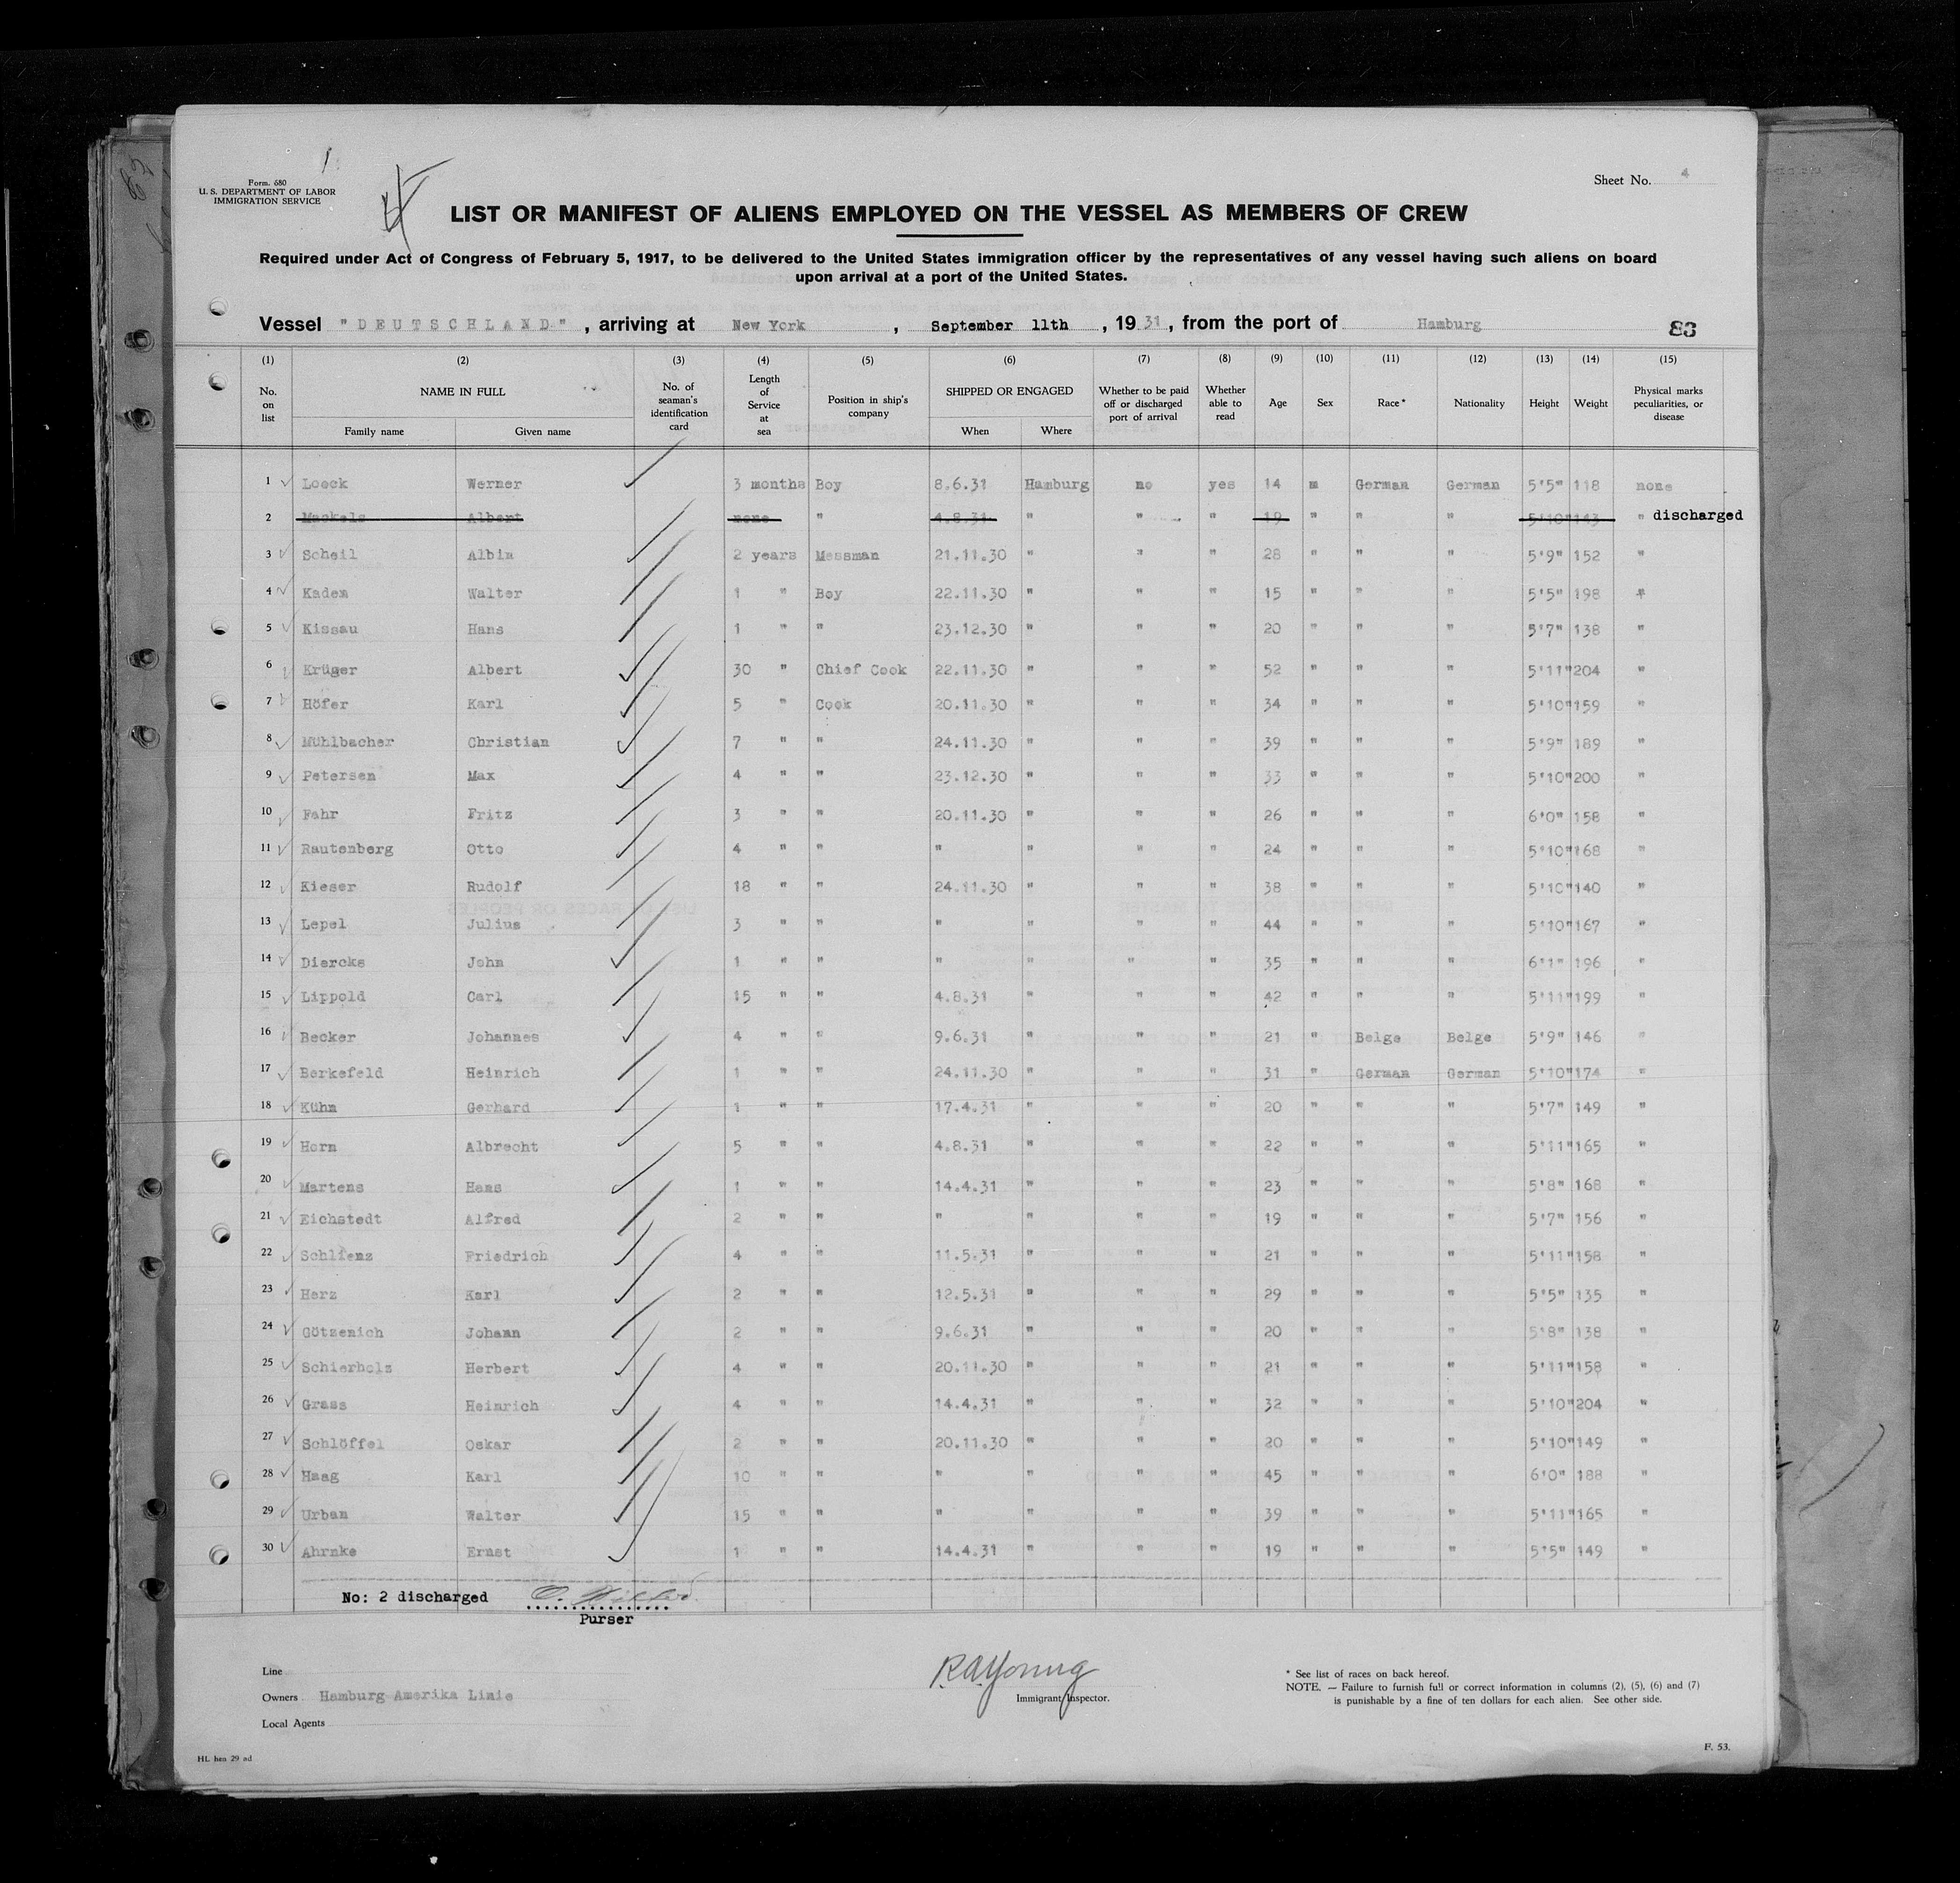 Form. 680
U. S. DEPARTMENT OF LABOR
IMMIGRATION SERVICE
Sheet No. 4
LIST OR MANIFEST OF ALIENS EMPLOYED ON THE VESSEL AS MEMBERS OF CREW
Required under Act of Congress of February 5, 1917, to be delivered to the United States immigration officer by the representatives of any vessel having such aliens on board
upon arrival at a port of the United States.
Vessel "DEUTSCHLAND", arriving at New York, September 11th, 1931, from the port of Hamburg 83
(1) (2) (3) (4) (5) (6) (7) (8) (9) (10) (11) (12) (13) (14) (15)
No. on list NAME IN FULL Family name Given name No. of seaman's identification card Length of Service at sea Position in ship's company SHIPPED OR ENGAGED When Where Whether to be paid off or discharged port of arrival Whether able to read Age Sex Race* Nationality Height Weight Physical marks peculiarities, or disease
1 Loeck Werner 3 months Boy 8.6.31 Hamburg no yes 14 m German German 5'5" 118 none
2 Mackels Albert none " 4.8.31 " " " 19 " " " 5'10" 143 " discharged
3 Scheil Albin 2 years Messman 21.11.30 " " " 28 " " " 5'9" 152 "
4 Kadem Walter 1 " Boy 22.11.30 " " " 15 " " " 5'5" 198 "
5 Kissau Hans 1 " " 23.12.30 " " " 20 " " " 5'7" 138 "
6 Krüger Albert 30 " Chief Cook 22.11.30 " " " 52 " " " 5'11" 204 "
7 Höfer Karl 5 " Cook 20.11.30 " " " 34 " " " 5'10" 159 "
8 Mühlbacher Christian 7 " " 24.11.30 " " " 39 " " " 5'9" 189 "
9 Petersen Max 4 " " 23.12.30 " " " 33 " " " 5'10" 200 "
10 Fahr Fritz 3 " " 20.11.30 " " " 26 " " " 6'0" 158 "
11 Rautenberg Otto 4 " " " " " " 24 " " " 5'10" 168 "
12 Kieser Rudolf 18 " " 24.11.30 " " " 38 " " " 5'10" 140 "
13 Lepel Julius 3 " " " " " " 44 " " " 5'10" 167 "
14 Diercks John 1 " " " " " " 35 " " " 6'1" 196 "
15 Lippold Carl 15 " " 4.8.31 " " " 42 " " " 5'11" 199 "
16 Becker Johannes 4 " " 9.6.31 " " " 21 " Belge Belge 5'9" 146 "
17 Berkefeld Heinrich 1 " " 24.11.30 " " " 31 " German German 5'10" 174 "
18 Kühn Gerhard 1 " " 17.4.31 " " " 20 " " " 5'7" 149 "
19 Horn Albrecht 5 " " 4.8.31 " " " 22 " " " 5'11" 165 "
20 Martens Hans 1 " " 14.4.31 " " " 23 " " " 5'8" 168 "
21 Eichstedt Alfred 2 " " " " " " 19 " " " 5'7" 156 "
22 Schlienz Friedrich 4 " " 11.5.31 " " " 21 " " " 5'11" 158 "
23 Herz Karl 2 " " 12.5.31 " " " 29 " " " 5'5" 135 "
24 Götzenich Johann 2 " " 9.6.31 " " " 20 " " " 5'8" 138 "
25 Schierholz Herbert 4 " " 20.11.30 " " " 21 " " " 5'11" 158 "
26 Grass Heinrich 4 " " 14.4.31 " " " 32 " " " 5'10" 204 "
27 Schlöffel Oskar 2 " " 20.11.30 " " " 20 " " " 5'10" 149 "
28 Haag Karl 10 " " " " " " 45 " " " 6'0" 188 "
29 Urban Walter 15 " " " " " " 39 " " " 5'11" 165 "
30 Ahrnke Ernst 1 " " 14.4.31 " " " 19 " " " 5'5" 149 "
No: 2 discharged
Purser
Line
Owners Hamburg Amerika Linie
Local Agents
R.A. Young
Immigrant Inspector.
* See list of races on back hereof.
NOTE. — Failure to furnish full or correct information in columns (2), (5), (6) and (7)
is punishable by a fine of ten dollars for each alien. See other side.
HL hen 29 ad
F. 53.